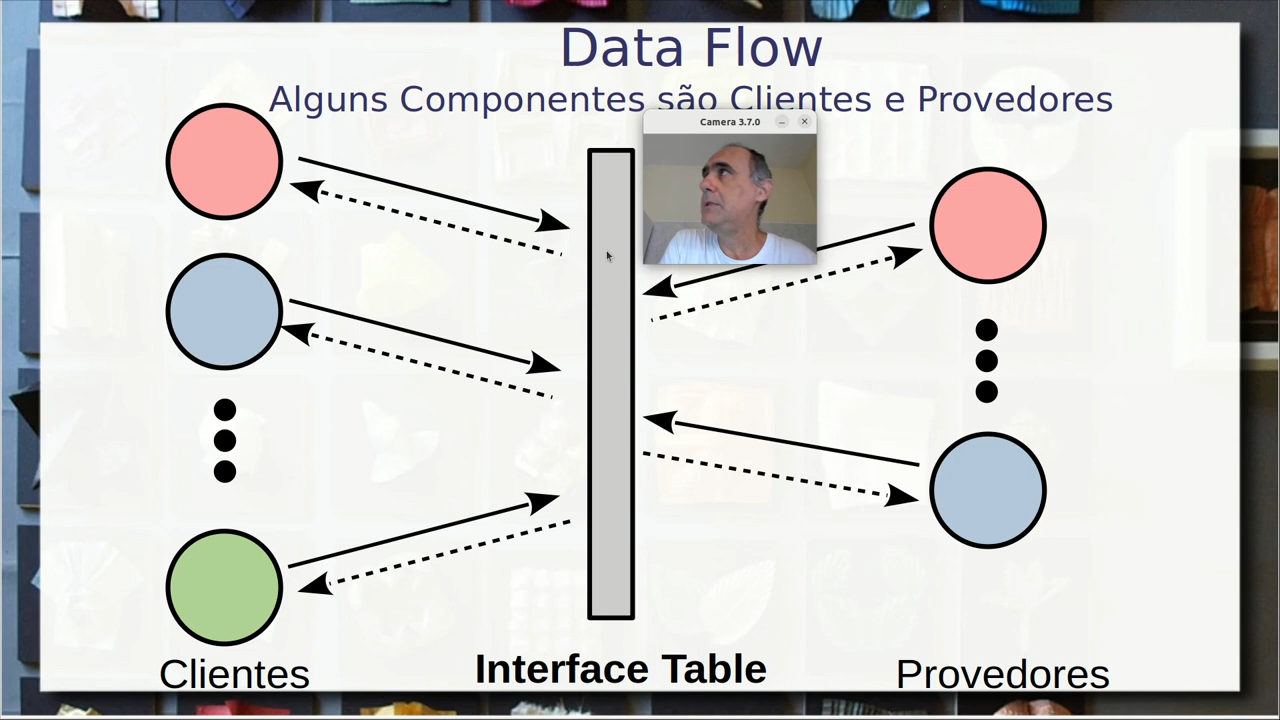 Data Flow
Alguns Componentes são Clientes e Provedores
Camera 3.7.0
Clientes
Interface Table
Provedores